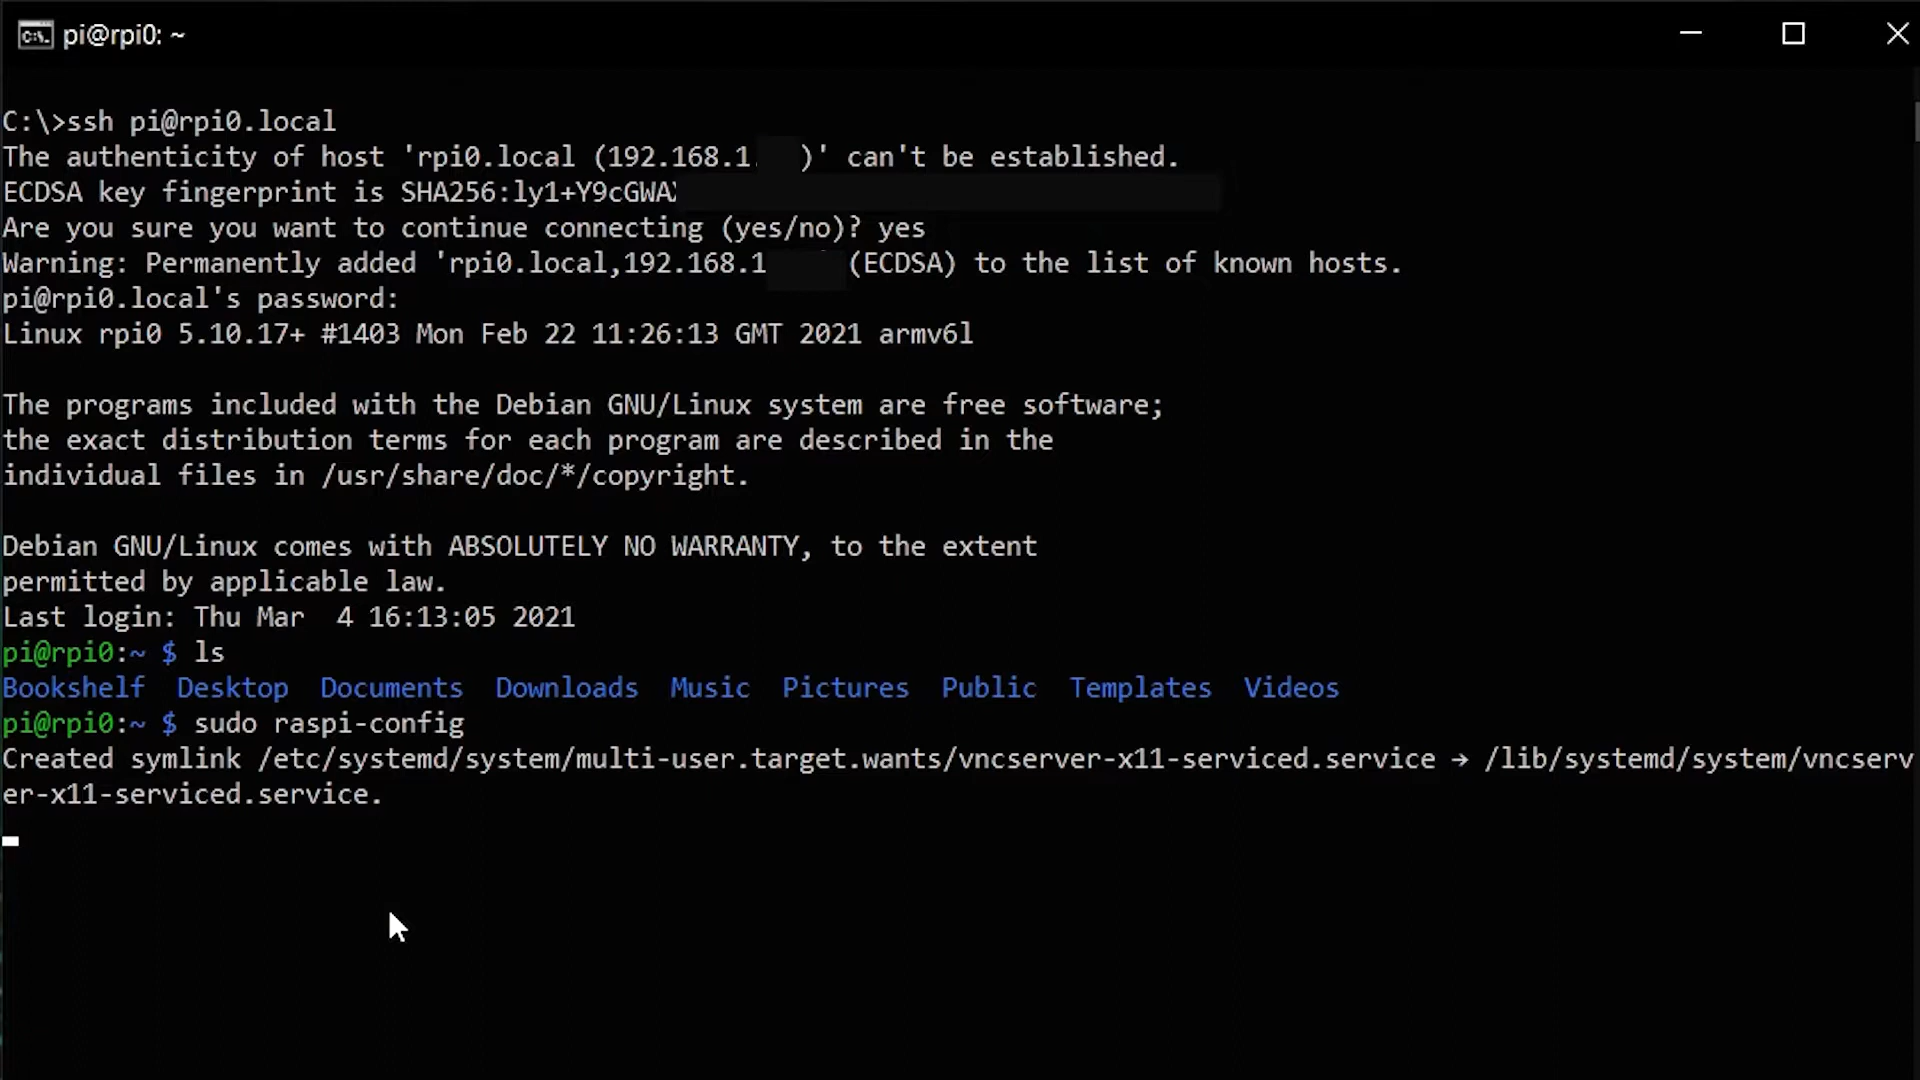 pi@rpi0: ~
C:\>ssh pi@rpi0.local
The authenticity of host 'rpi0.local (192.168.1. )' can't be established.
ECDSA key fingerprint is SHA256:ly1+Y9cGWA
Are you sure you want to continue connecting (yes/no)? yes
Warning: Permanently added 'rpi0.local,192.168.1 (ECDSA) to the list of known hosts.
pi@rpi0.local's password:
Linux rpi0 5.10.17+ #1403 Mon Feb 22 11:26:13 GMT 2021 armv6l
The programs included with the Debian GNU/Linux system are free software;
the exact distribution terms for each program are described in the
individual files in /usr/share/doc/*/copyright.
Debian GNU/Linux comes with ABSOLUTELY NO WARRANTY, to the extent
permitted by applicable law.
Last login: Thu Mar  4 16:13:05 2021
pi@rpi0:~ $ ls
Bookshelf  Desktop  Documents  Downloads  Music  Pictures  Public  Templates  Videos
pi@rpi0:~ $ sudo raspi-config
Created symlink /etc/systemd/system/multi-user.target.wants/vncserver-x11-serviced.service → /lib/systemd/system/vncserv
er-x11-serviced.service.